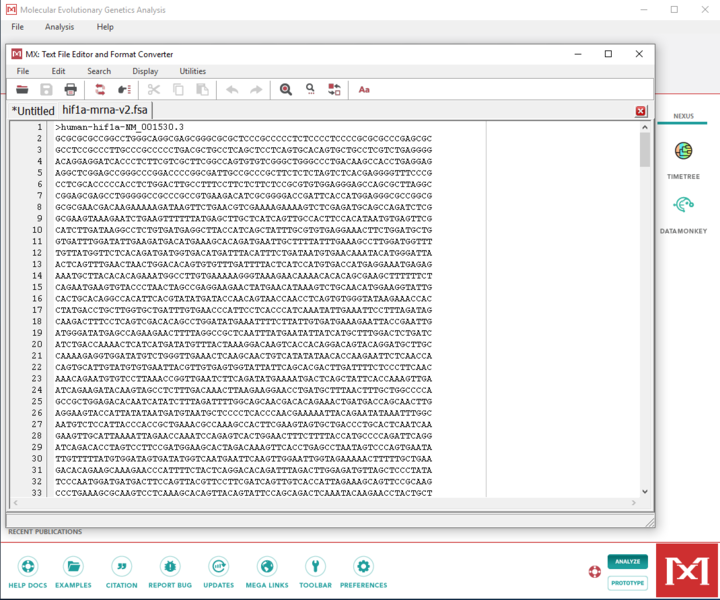 Molecular Evolutionary Genetics Analysis
File Analysis Help
MX: Text File Editor and Format Converter
File Edit Search Display Utilities
Aa
*Untitled hif1a-mrna-v2.fsa
1 >human-hif1a-NM_001530.3
2 GCGCGCGCCGGCCTGGGCAGGCGAGCGGGCGCGCTCCCGCCCCCTCTCCCCTCCCCGCGCGCCCGAGCGC
3 GCCTCCGCCCTTGCCCGCCCCCTGACGCTGCCTCAGCTCCTCAGTGCACAGTGCTGCCTCGTCTGAGGGG
4 ACAGGAGGATCACCCTCTTCGTCGCTTCGGCCAGTGTGTCGGGCTGGGCCCTGACAAGCCACCTGAGGAG
5 AGGCTCGGAGCCGGGCCCGGACCCCGGCGATTGCCGCCCGCTTCTCTCTAGTCTCACGAGGGGTTTCCCG
6 CCTCGCACCCCCACCTCTGGACTTGCCTTTCCTTCTCTTCTCCGCGTGTGGAGGGAGCCAGCGCTTAGGC
7 CGGAGCGAGCCTGGGGGCCGCCCGCCGTGAAGACATCGCGGGGACCGATTCACCATGGAGGGCGCCGGCG
8 GCGCGAACGACAAGAAAAAGATAAGTTCTGAACGTCGAAAAGAAAAGTCTCGAGATGCAGCCAGATCTCG
9 GCGAAGTAAAGAATCTGAAGTTTTTTATGAGCTTGCTCATCAGTTGCCACTTCCACATAATGTGAGTTCG
10 CATCTTGATAAGGCCTCTGTGATGAGGCTTACCATCAGCTATTTGCGTGTGAGGAAACTTCTGGATGCTG
11 GTGATTTGGATATTGAAGATGACATGAAAGCACAGATGAATTGCTTTTATTTGAAAGCCTTGGATGGTTT
12 TGTTATGGTTCTCACAGATGATGGTGACATGATTTACATTTCTGATAATGTGAACAAATACATGGGATTA
13 ACTCAGTTTGAACTAACTGGACACAGTGTGTTTGATTTTACTCATCCATGTGACCATGAGGAAATGAGAG
14 AAATGCTTACACACAGAAATGGCCTTGTGAAAAAGGGTAAAGAACAAAACACACAGCGAAGCTTTTTTCT
15 CAGAATGAAGTGTACCCTAACTAGCCGAGGAAGAACTATGAACATAAAGTCTGCAACATGGAAGGTATTG
16 CACTGCACAGGCCACATTCACGTATATGATACCAACAGTAACCAACCTCAGTGTGGGTATAAGAAACCAC
17 CTATGACCTGCTTGGTGCTGATTTGTGAACCCATTCCTCACCCATCAAATATTGAAATTCCTTTAGATAG
18 CAAGACTTTCCTCAGTCGACACAGCCTGGATATGAAATTTTCTTATTGTGATGAAAGAATTACCGAATTG
19 ATGGGATATGAGCCAGAAGAACTTTTAGGCCGCTCAATTTATGAATATTATCATGCTTTGGACTCTGATC
20 ATCTGACCAAAACTCATCATGATATGTTTACTAAAGGACAAGTCACCACAGGACAGTACAGGATGCTTGC
21 CAAAAGAGGTGGATATGTCTGGGTTGAAACTCAAGCAACTGTCATATATAACACCAAGAATTCTCAACCA
22 CAGTGCATTGTATGTGTGAATTACGTTGTGAGTGGTATTATTCAGCACGACTTGATTTTCTCCCTTCAAC
23 AAACAGAATGTGTCCTTAAACCGGTTGAATCTTCAGATATGAAAATGACTCAGCTATTCACCAAAGTTGA
24 ATCAGAAGATACAAGTAGCCTCTTTGACAAACTTAAGAAGGAACCTGATGCTTTAACTTTGCTGGCCCCA
25 GCCGCTGGAGACACAATCATATCTTTAGATTTTGGCAGCAACGACACAGAAACTGATGACCAGCAACTTG
26 AGGAAGTACCATTATATAATGATGTAATGCTCCCCTCACCCAACGAAAAATTACAGAATATAAATTTGGC
27 AATGTCTCCATTACCCACCGCTGAAACGCCAAAGCCACTTCGAAGTAGTGCTGACCCTGCACTCAATCAA
28 GAAGTTGCATTAAAATTAGAACCAAATCCAGAGTCACTGGAACTTTCTTTTACCATGCCCCAGATTCAGG
29 ATCAGACACCTAGTCCTTCCGATGGAAGCACTAGACAAAGTTCACCTGAGCCTAATAGTCCCAGTGAATA
30 TTGTTTTTATGTGGATAGTGATATGGTCAATGAATTCAAGTTGGAATTGGTAGAAAAACTTTTTGCTGAA
31 GACACAGAAGCAAAGAACCCATTTTCTACTCAGGACACAGATTTAGACTTGGAGATGTTAGCTCCCTATA
32 TCCCAATGGATGATGACTTCCAGTTACGTTCCTTCGATCAGTTGTCACCATTAGAAAGCAGTTCCGCAAG
33 CCCTGAAAGCGCAAGTCCTCAAAGCACAGTTACAGTATTCCAGCAGACTCAAATACAAGAACCTACTGCT
NEXUS
TIMETREE
DATAMONKEY
RECENT PUBLICATIONS
HELP DOCS EXAMPLES CITATION REPORT BUG UPDATES MEGA LINKS TOOLBAR PREFERENCES
ANALYZE
PROTOTYPE